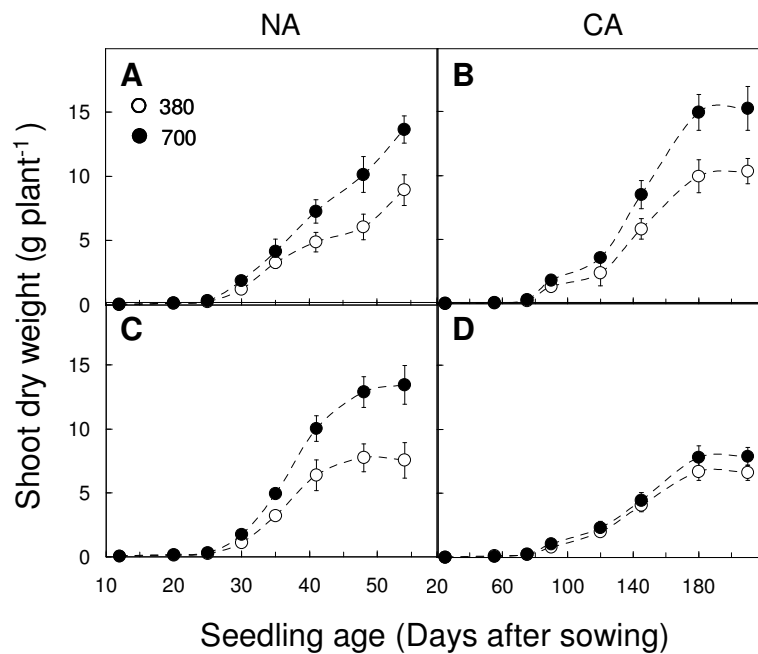 NA CA
A B
380
700
15
10
5
0
C D
15
10
5
0
10 20 30 40 50 20 60 100 140 180
Shoot dry weight (g plant⁻¹ )
Seedling age (Days after sowing)